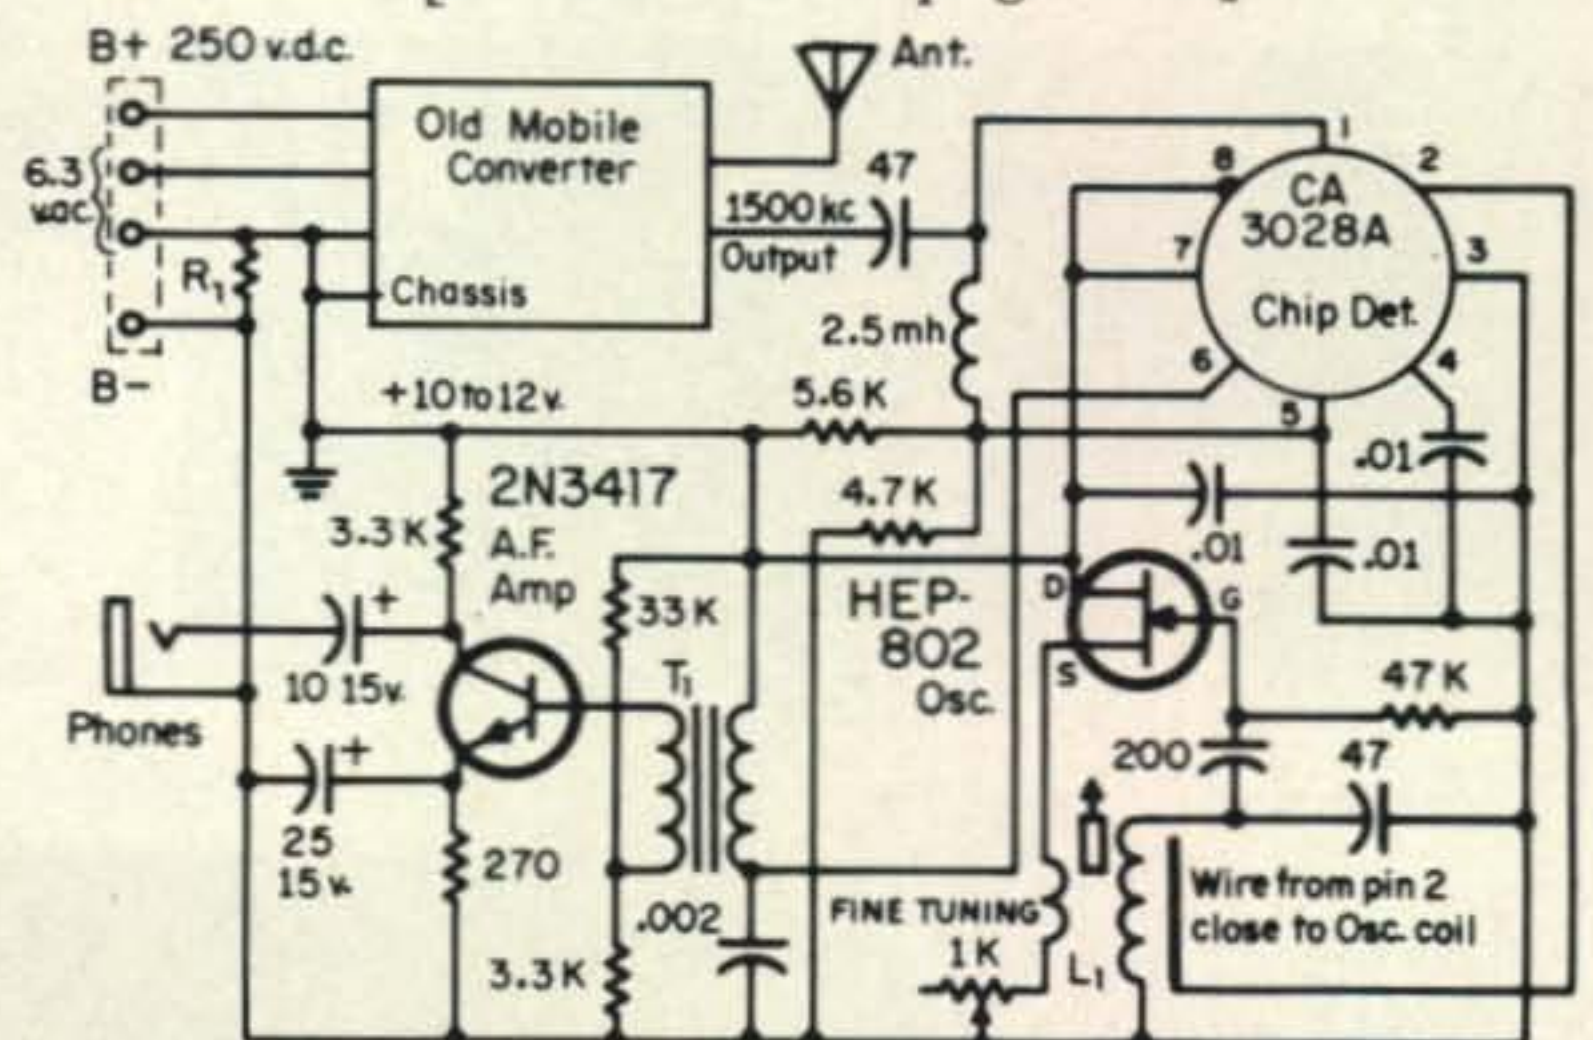 B+ 250 v.d.c.
Ant.
Old Mobile
Converter
6.3
v.ac.
47
1500 kc
Output
R1
Chassis
B-
1
2
3
4
5
6
7
8
CA
3028A
Chip Det.
2.5 mh
+10 to 12 v.
5.6 K
.01
2N3417
A.F.
Amp
3.3 K
4.7 K
.01
.01
D
G
S
HEP-
802
Osc.
33 K
10 15v.
+
T1
47 K
Phones
+
25
15 v.
270
200
47
.002
FINE TUNING
1 K
L1
Wire from pin 2
close to Osc. coil
3.3 K